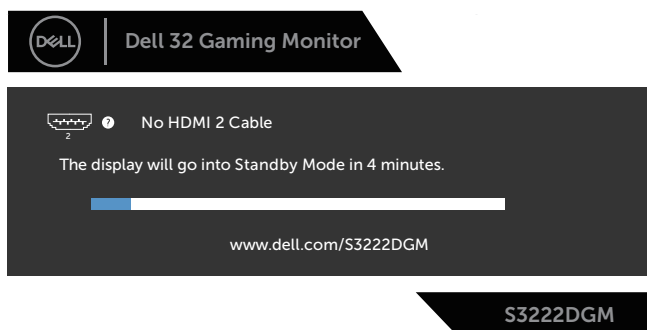 DELL
Dell 32 Gaming Monitor
2
?
No HDMI 2 Cable
The display will go into Standby Mode in 4 minutes.
www.dell.com/S3222DGM
S3222DGM